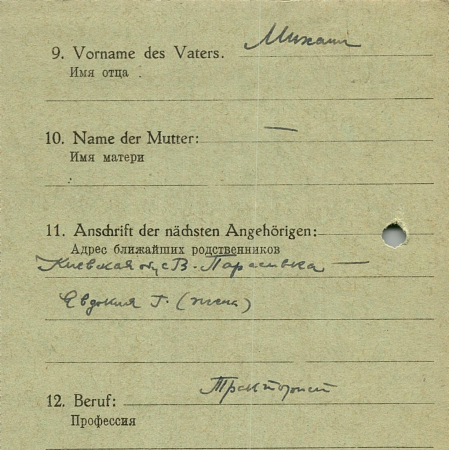 9. Vorname des Vaters. Михаил
Имя отца
10. Name der Mutter: —
Имя матери
11. Anschrift der nächsten Angehörigen:
Адрес ближайших родственников
Киевская обл с В. Тарасивка —
Евдокия Г. (жена)
12. Beruf: Тракторист
Профессия